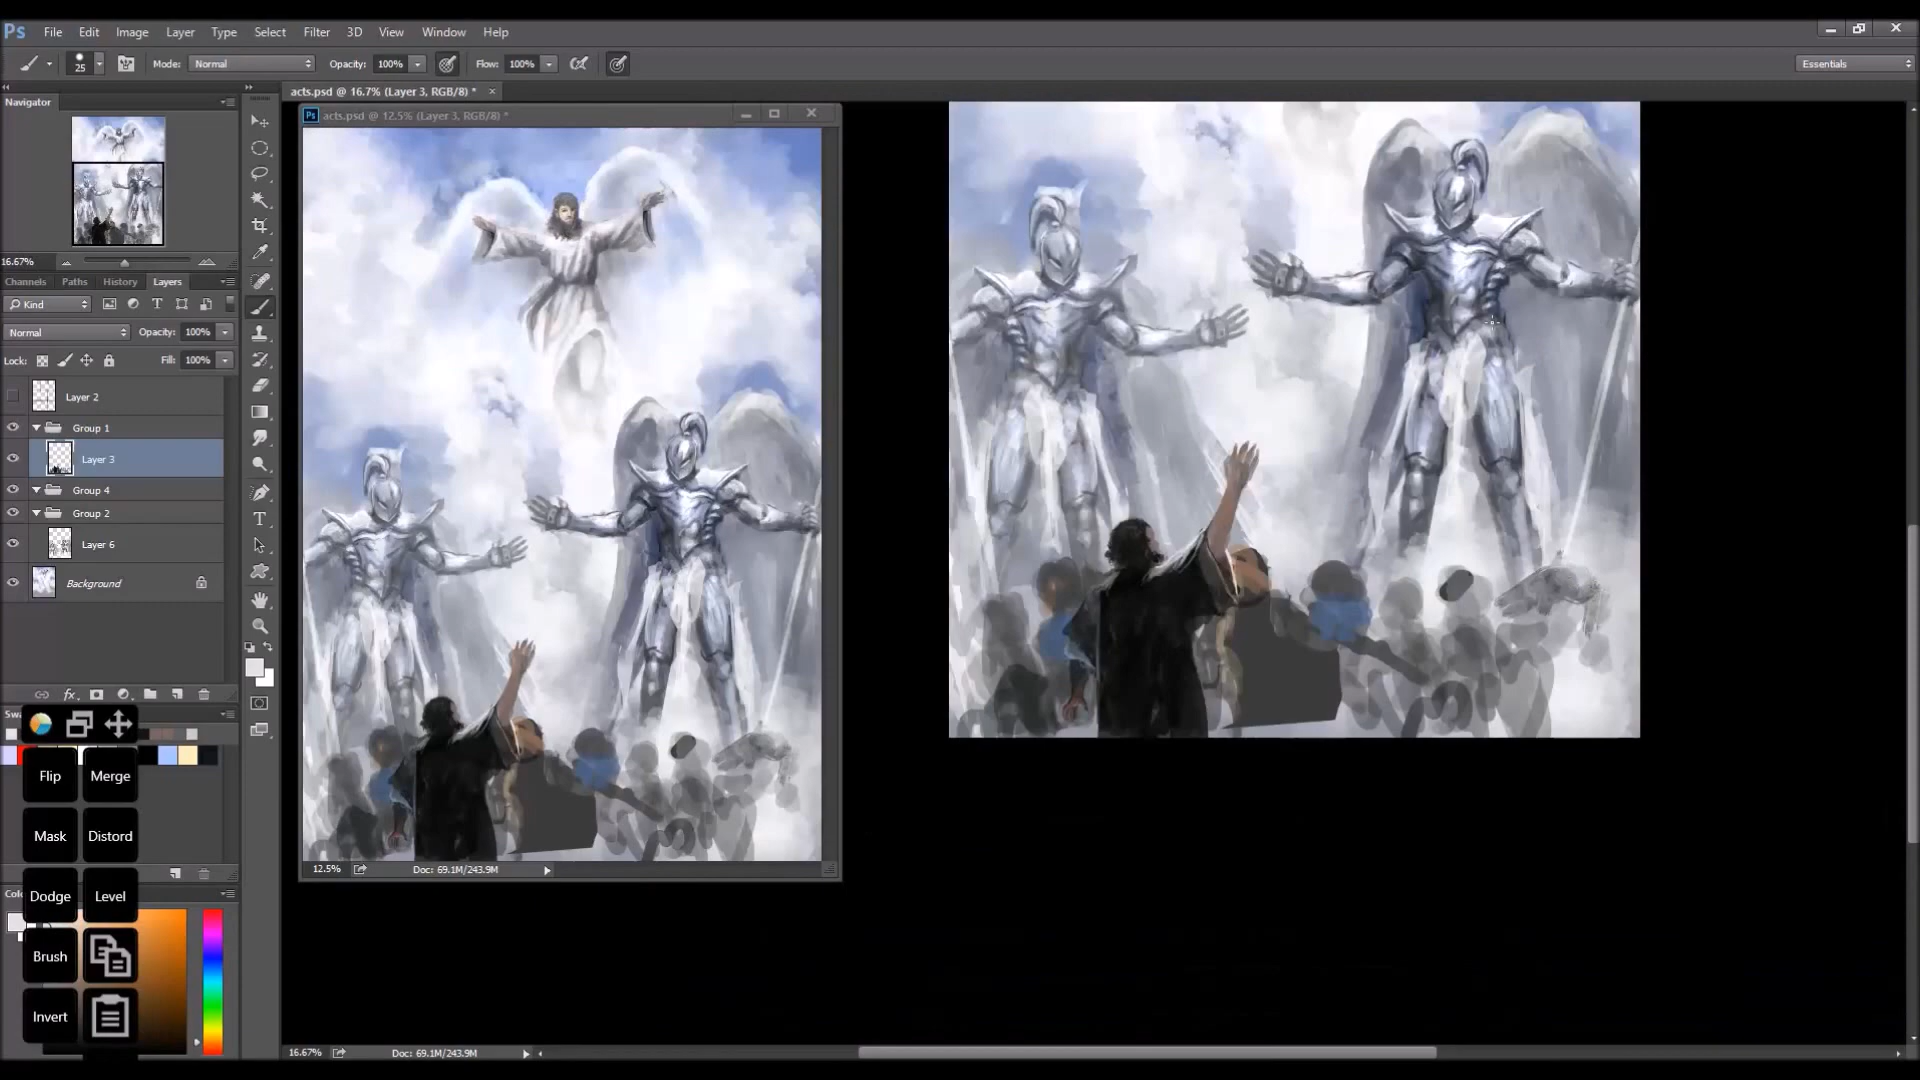 Ps File Edit Image Layer Type Select Filter 3D View Window Help
25 Mode: Normal Opacity: 100% Flow: 100% Essentials
acts.psd @ 16.7% (Layer 3, RGB/8) * ×
Navigator
Ps acts.psd @ 12.5% (Layer 3, RGB/8) *
16.67%
Channels Paths History Layers
Kind
Normal Opacity: 100%
Lock: Fill: 100%
Layer 2
Group 1
Layer 3
Group 4
Group 2
Layer 6
Background
Flip Merge
Mask Distord
12.5% Doc: 69.1M/243.9M
Dodge Level
Brush
Invert
16.67% Doc: 69.1M/243.9M